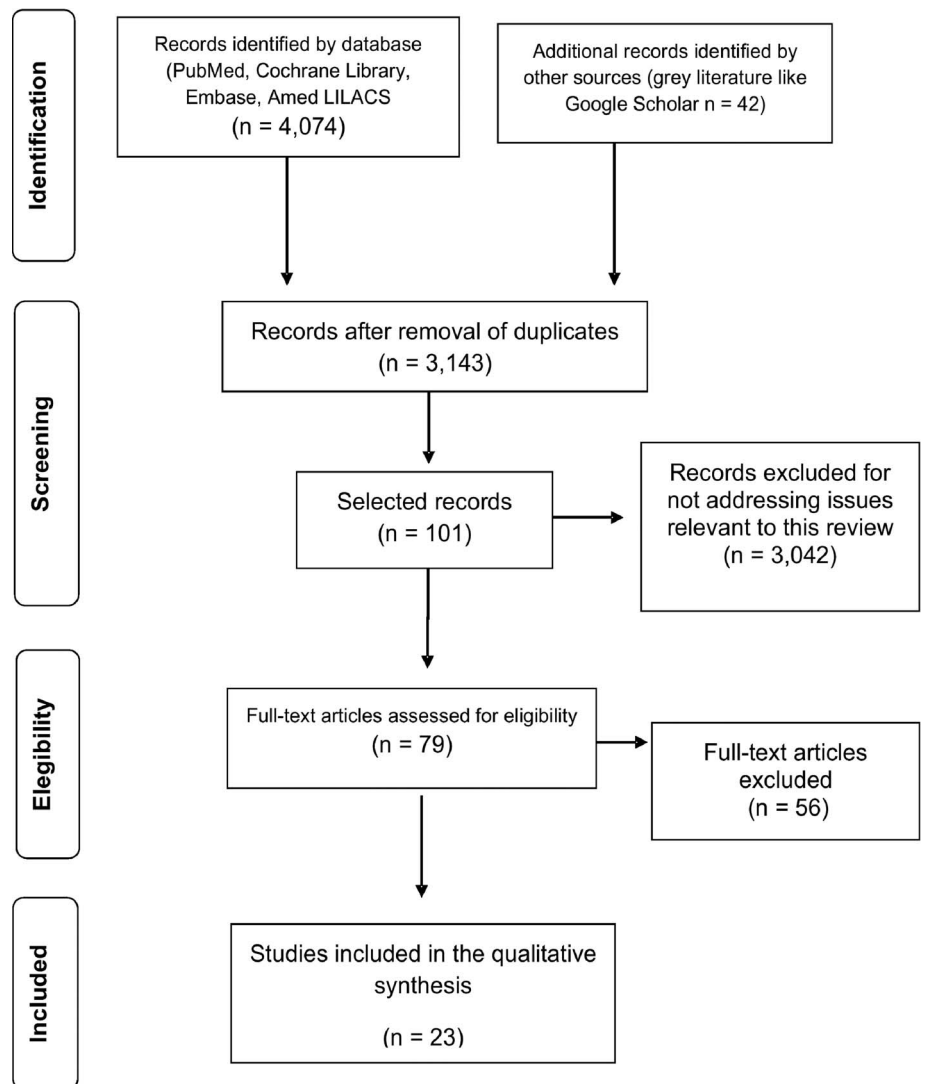 Identification
Records identified by database
(PubMed, Cochrane Library,
Embase, Amed LILACS
(n = 4,074)
Additional records identified by
other sources (grey literature like
Google Scholar n = 42)
Screening
Records after removal of duplicates
(n = 3,143)
Selected records
(n = 101)
Records excluded for
not addressing issues
relevant to this review
(n = 3,042)
Elegibility
Full-text articles assessed for eligibility
(n = 79)
Full-text articles
excluded
(n = 56)
Included
Studies included in the qualitative
synthesis
(n = 23)